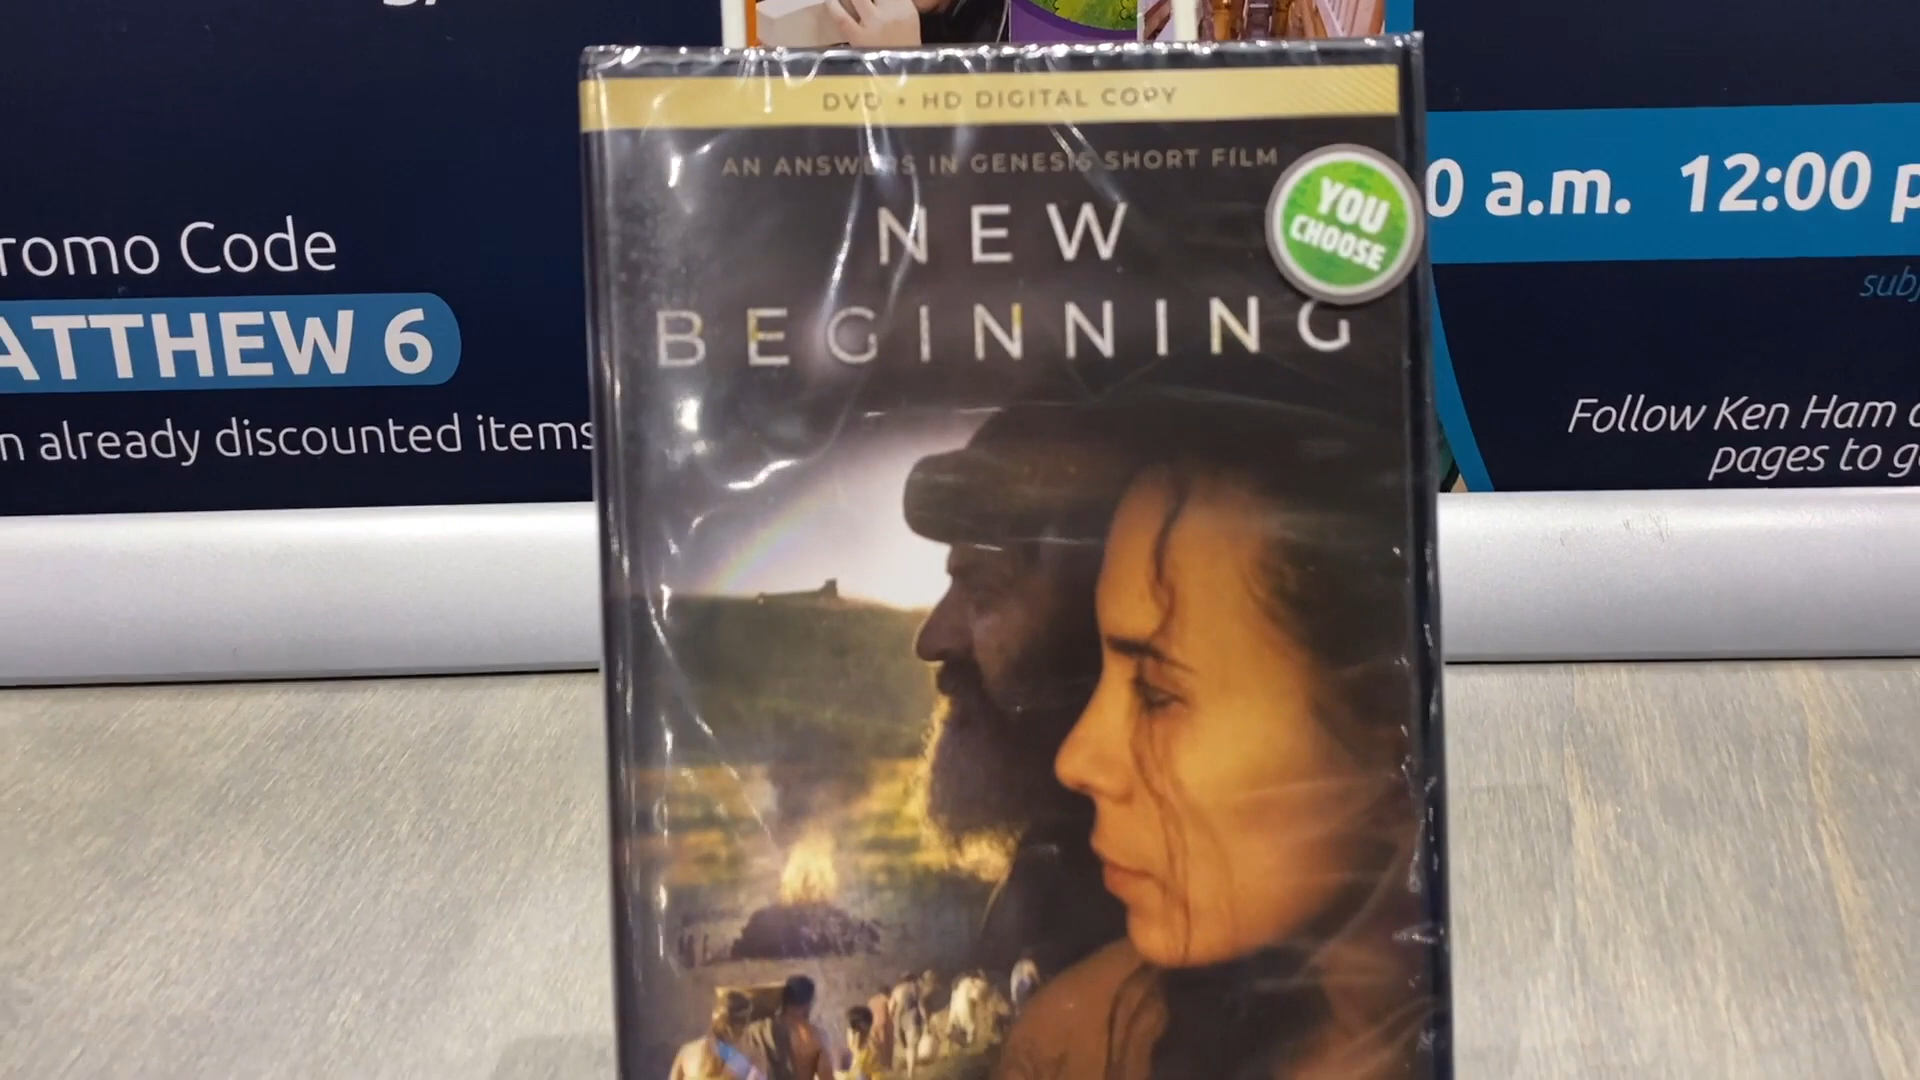 DVD • HD DIGITAL COPY
AN ANSWERS IN GENESIS SHORT FILM
NEW
BEGINNING
YOU
CHOOSE
romo Code
ATTHEW 6
n already discounted items
0 a.m. 12:00 p
sub
Follow Ken Ham
pages to g